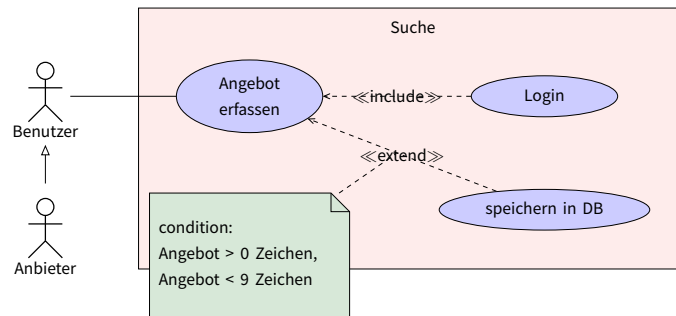 Suche
Angebot
erfassen
≪include≫
Login
Benutzer
≪extend≫
speichern in DB
condition:
Angebot > 0 Zeichen,
Angebot < 9 Zeichen
Anbieter